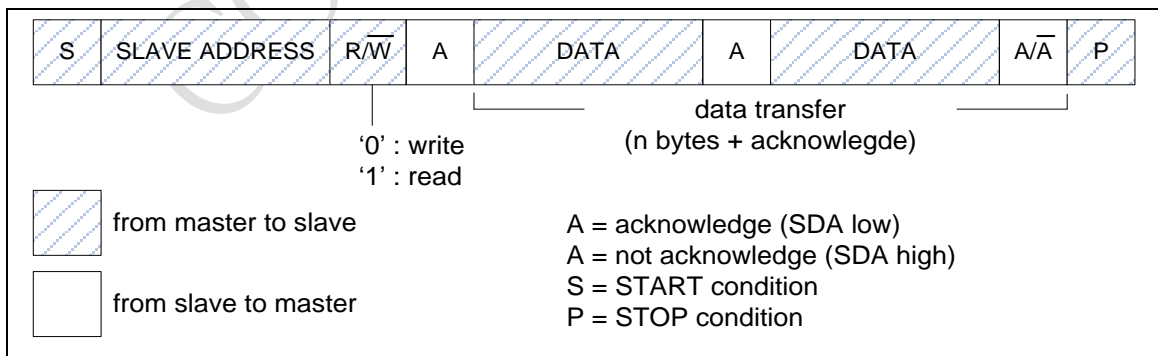 S SLAVE ADDRESS R/W̅ A DATA A DATA A/A̅ P
data transfer
(n bytes + acknowlegde)
‘0’ : write
‘1’ : read
from master to slave
from slave to master
A = acknowledge (SDA low)
A = not acknowledge (SDA high)
S = START condition
P = STOP condition